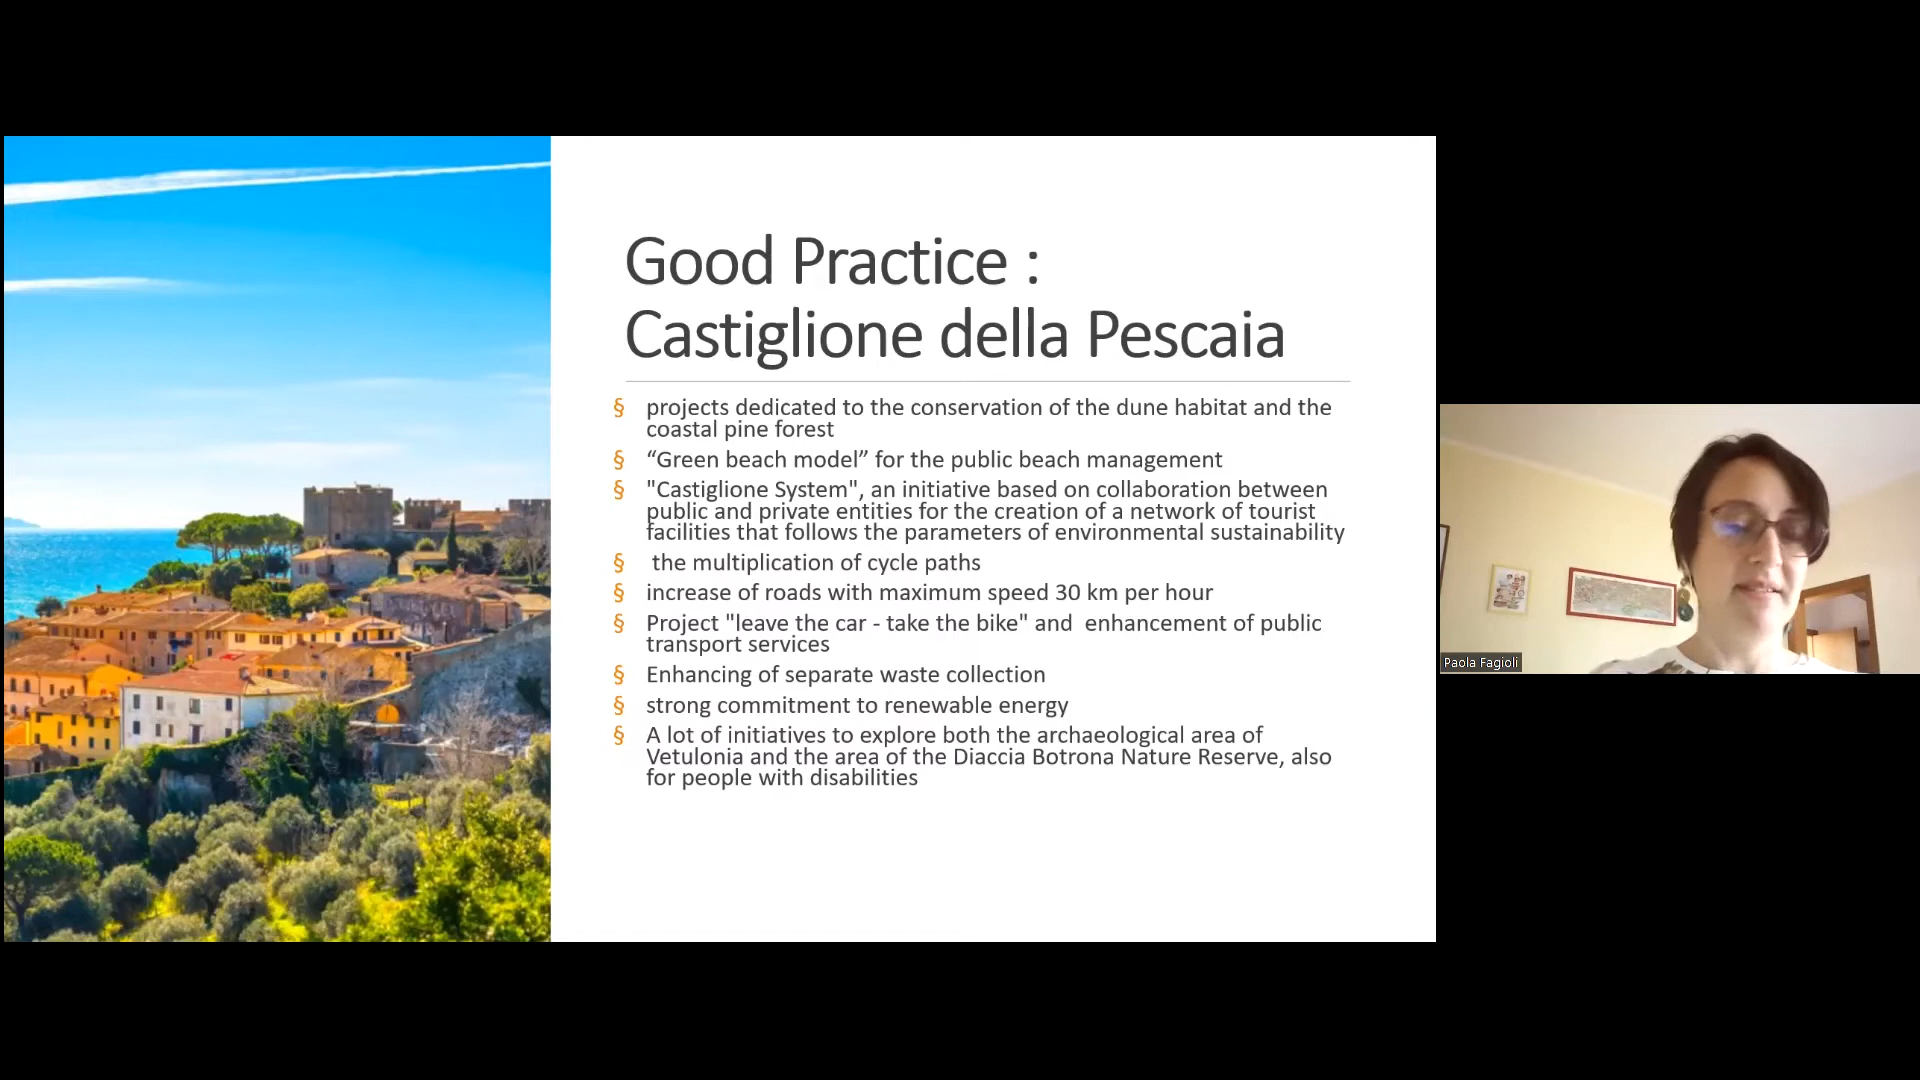 Good Practice :
Castiglione della Pescaia
§ projects dedicated to the conservation of the dune habitat and the
coastal pine forest
§ “Green beach model” for the public beach management
§ "Castiglione System", an initiative based on collaboration between
public and private entities for the creation of a network of tourist
facilities that follows the parameters of environmental sustainability
§ the multiplication of cycle paths
§ increase of roads with maximum speed 30 km per hour
§ Project "leave the car - take the bike" and  enhancement of public
transport services
§ Enhancing of separate waste collection
§ strong commitment to renewable energy
§ A lot of initiatives to explore both the archaeological area of
Vetulonia and the area of the Diaccia Botrona Nature Reserve, also
for people with disabilities
Paola Fagioli